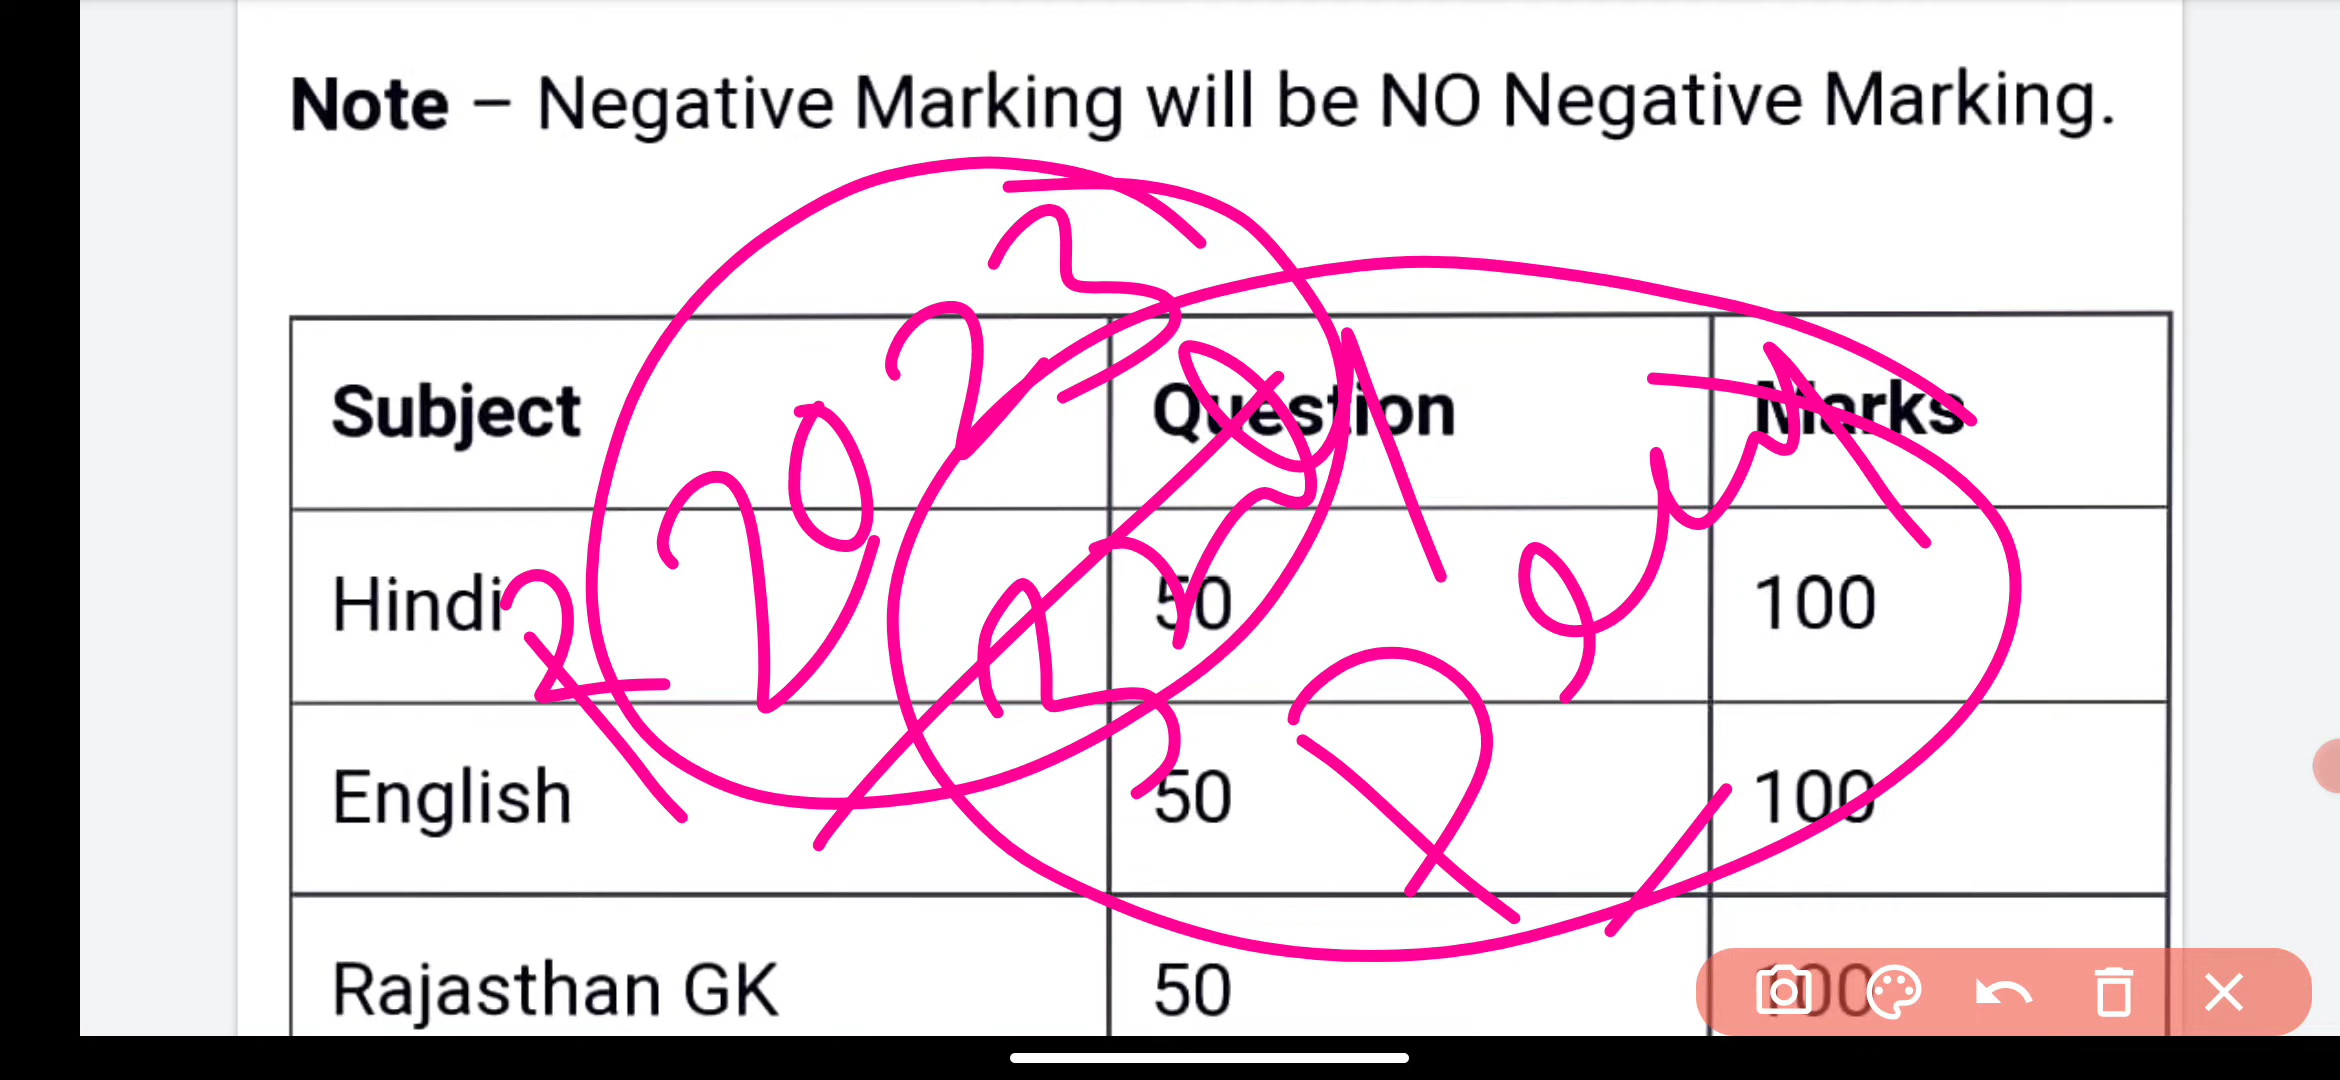 Note – Negative Marking will be NO Negative Marking.
Subject Question Marks
Hindi 50 100
English 50 100
Rajasthan GK 50 100